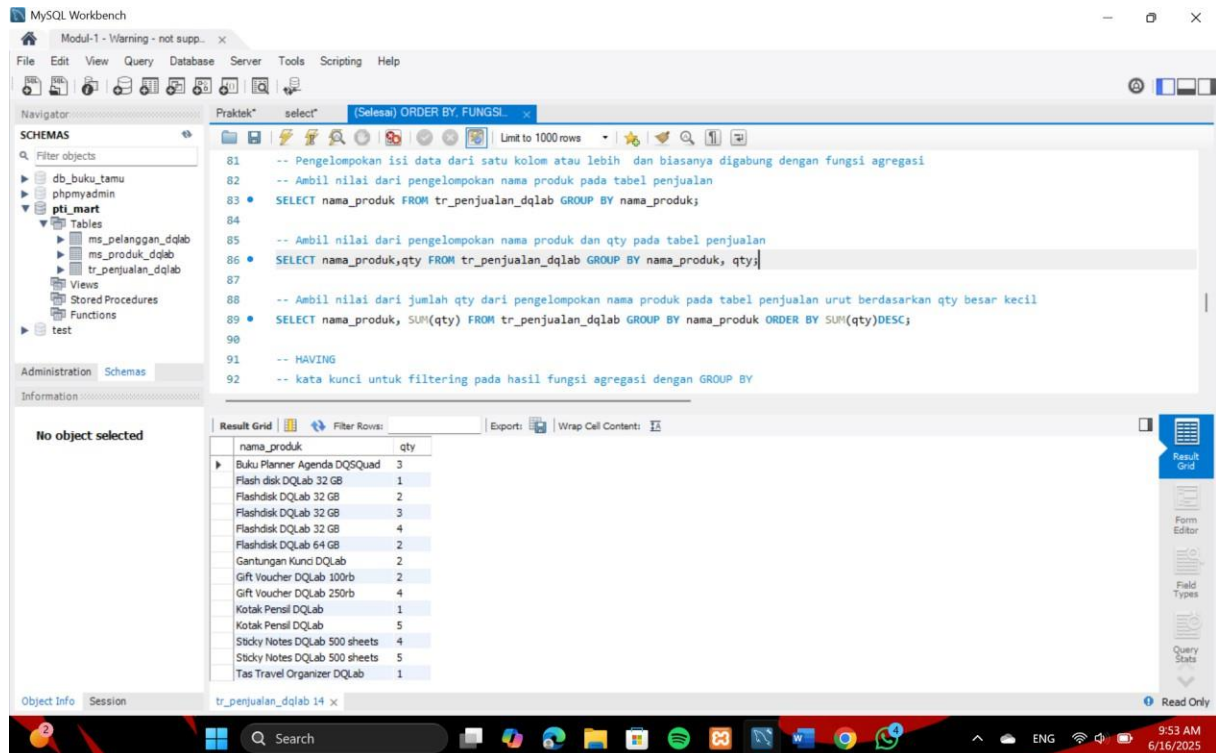 MySQL Workbench
Modul-1 - Warning - not supp..
File Edit View Query Database Server Tools Scripting Help
Navigator
SCHEMAS
Filter objects
db_buku_tamu
phpmyadmin
pti_mart
Tables
ms_pelanggan_dqlab
ms_produk_dqlab
tr_penjualan_dqlab
Views
Stored Procedures
Functions
test
Administration Schemas
Information
No object selected
Object Info Session
Praktek* select* (Selesai) ORDER BY, FUNGSI...
Limit to 1000 rows
81 -- Pengelompokan isi data dari satu kolom atau lebih dan biasanya digabung dengan fungsi agregasi
82 -- Ambil nilai dari pengelompokan nama produk pada tabel penjualan
83 SELECT nama_produk FROM tr_penjualan_dqlab GROUP BY nama_produk;
84
85 -- Ambil nilai dari pengelompokan nama produk dan qty pada tabel penjualan
86 SELECT nama_produk,qty FROM tr_penjualan_dqlab GROUP BY nama_produk, qty;
87
88 -- Ambil nilai dari jumlah qty dari pengelompokan nama produk pada tabel penjualan urut berdasarkan qty besar kecil
89 SELECT nama_produk, SUM(qty) FROM tr_penjualan_dqlab GROUP BY nama_produk ORDER BY SUM(qty)DESC;
90
91 -- HAVING
92 -- kata kunci untuk filtering pada hasil fungsi agregasi dengan GROUP BY
Result Grid Filter Rows: Export: Wrap Cell Content:
nama_produk qty
Buku Planner Agenda DQSQuad 3
Flash disk DQLab 32 GB 1
Flashdisk DQLab 32 GB 2
Flashdisk DQLab 32 GB 3
Flashdisk DQLab 32 GB 4
Flashdisk DQLab 64 GB 2
Gantungan Kunci DQLab 2
Gift Voucher DQLab 100rb 2
Gift Voucher DQLab 250rb 4
Kotak Pensil DQLab 1
Kotak Pensil DQLab 5
Sticky Notes DQLab 500 sheets 4
Sticky Notes DQLab 500 sheets 5
Tas Travel Organizer DQLab 1
Result
Grid
Form
Editor
Field
Types
Query
Stats
tr_penjualan_dqlab 14
Read Only
2
Search
4
ENG
9:53 AM
6/16/2025